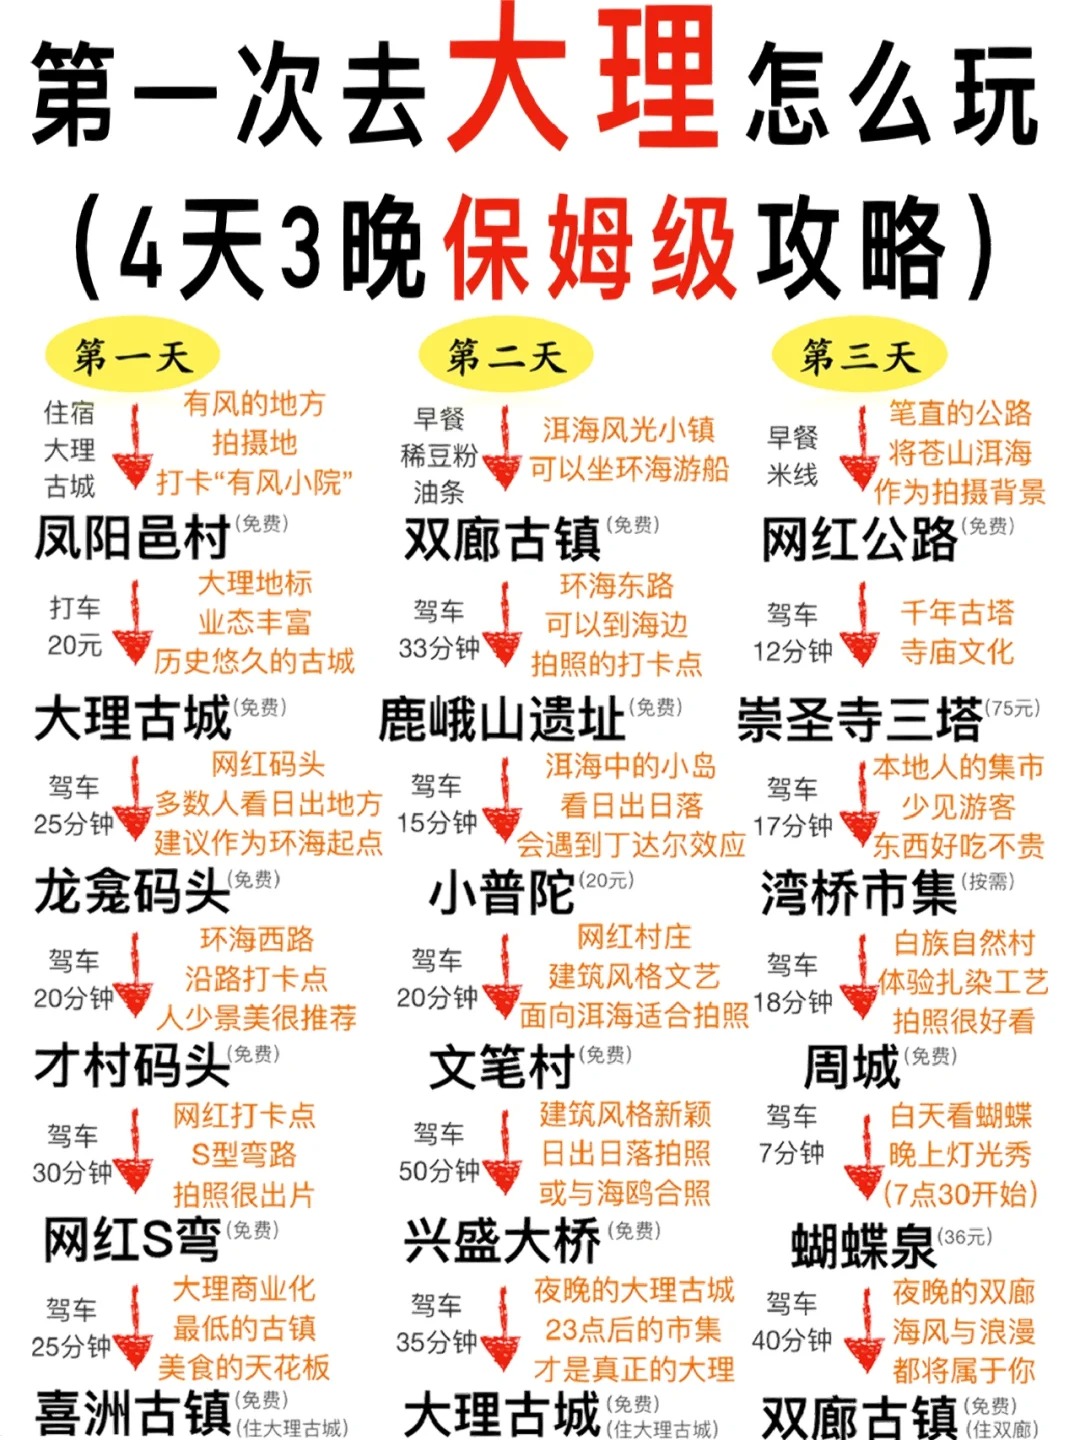 第一次去大理怎么玩
(4天3晚保姆级攻略)
第一天
住宿
大理
古城
有风的地方
拍摄地
打卡“有风小院”
凤阳邑村(免费)
打车
20元
大理地标
业态丰富
历史悠久的古城
大理古城(免费)
驾车
25分钟
网红码头
多数人看日出地方
建议作为环海起点
龙龛码头(免费)
驾车
20分钟
环海西路
沿路打卡点
人少景美很推荐
才村码头(免费)
驾车
30分钟
网红打卡点
S型弯路
拍照很出片
网红S弯(免费)
驾车
25分钟
大理商业化
最低的古镇
美食的天花板
喜洲古镇(免费)
(住大理古城)
第二天
早餐
稀豆粉
油条
洱海风光小镇
可以坐环海游船
双廊古镇(免费)
驾车
33分钟
环海东路
可以到海边
拍照的打卡点
鹿峨山遗址(免费)
驾车
15分钟
洱海中的小岛
看日出日落
会遇到丁达尔效应
小普陀(20元)
驾车
20分钟
网红村庄
建筑风格文艺
面向洱海适合拍照
文笔村(免费)
驾车
50分钟
建筑风格新颖
日出日落拍照
或与海鸥合照
兴盛大桥(免费)
驾车
35分钟
夜晚的大理古城
23点后的市集
才是真正的大理
大理古城(免费)
(住大理古城)
第三天
早餐
米线
笔直的公路
将苍山洱海
作为拍摄背景
网红公路(免费)
驾车
12分钟
千年古塔
寺庙文化
崇圣寺三塔(75元)
驾车
17分钟
本地人的集市
少见游客
东西好吃不贵
湾桥市集(按需)
驾车
18分钟
白族自然村
体验扎染工艺
拍照很好看
周城(免费)
驾车
7分钟
白天看蝴蝶
晚上灯光秀
(7点30开始)
蝴蝶泉(36元)
驾车
40分钟
夜晚的双廊
海风与浪漫
都将属于你
双廊古镇(免费)
(住双廊)